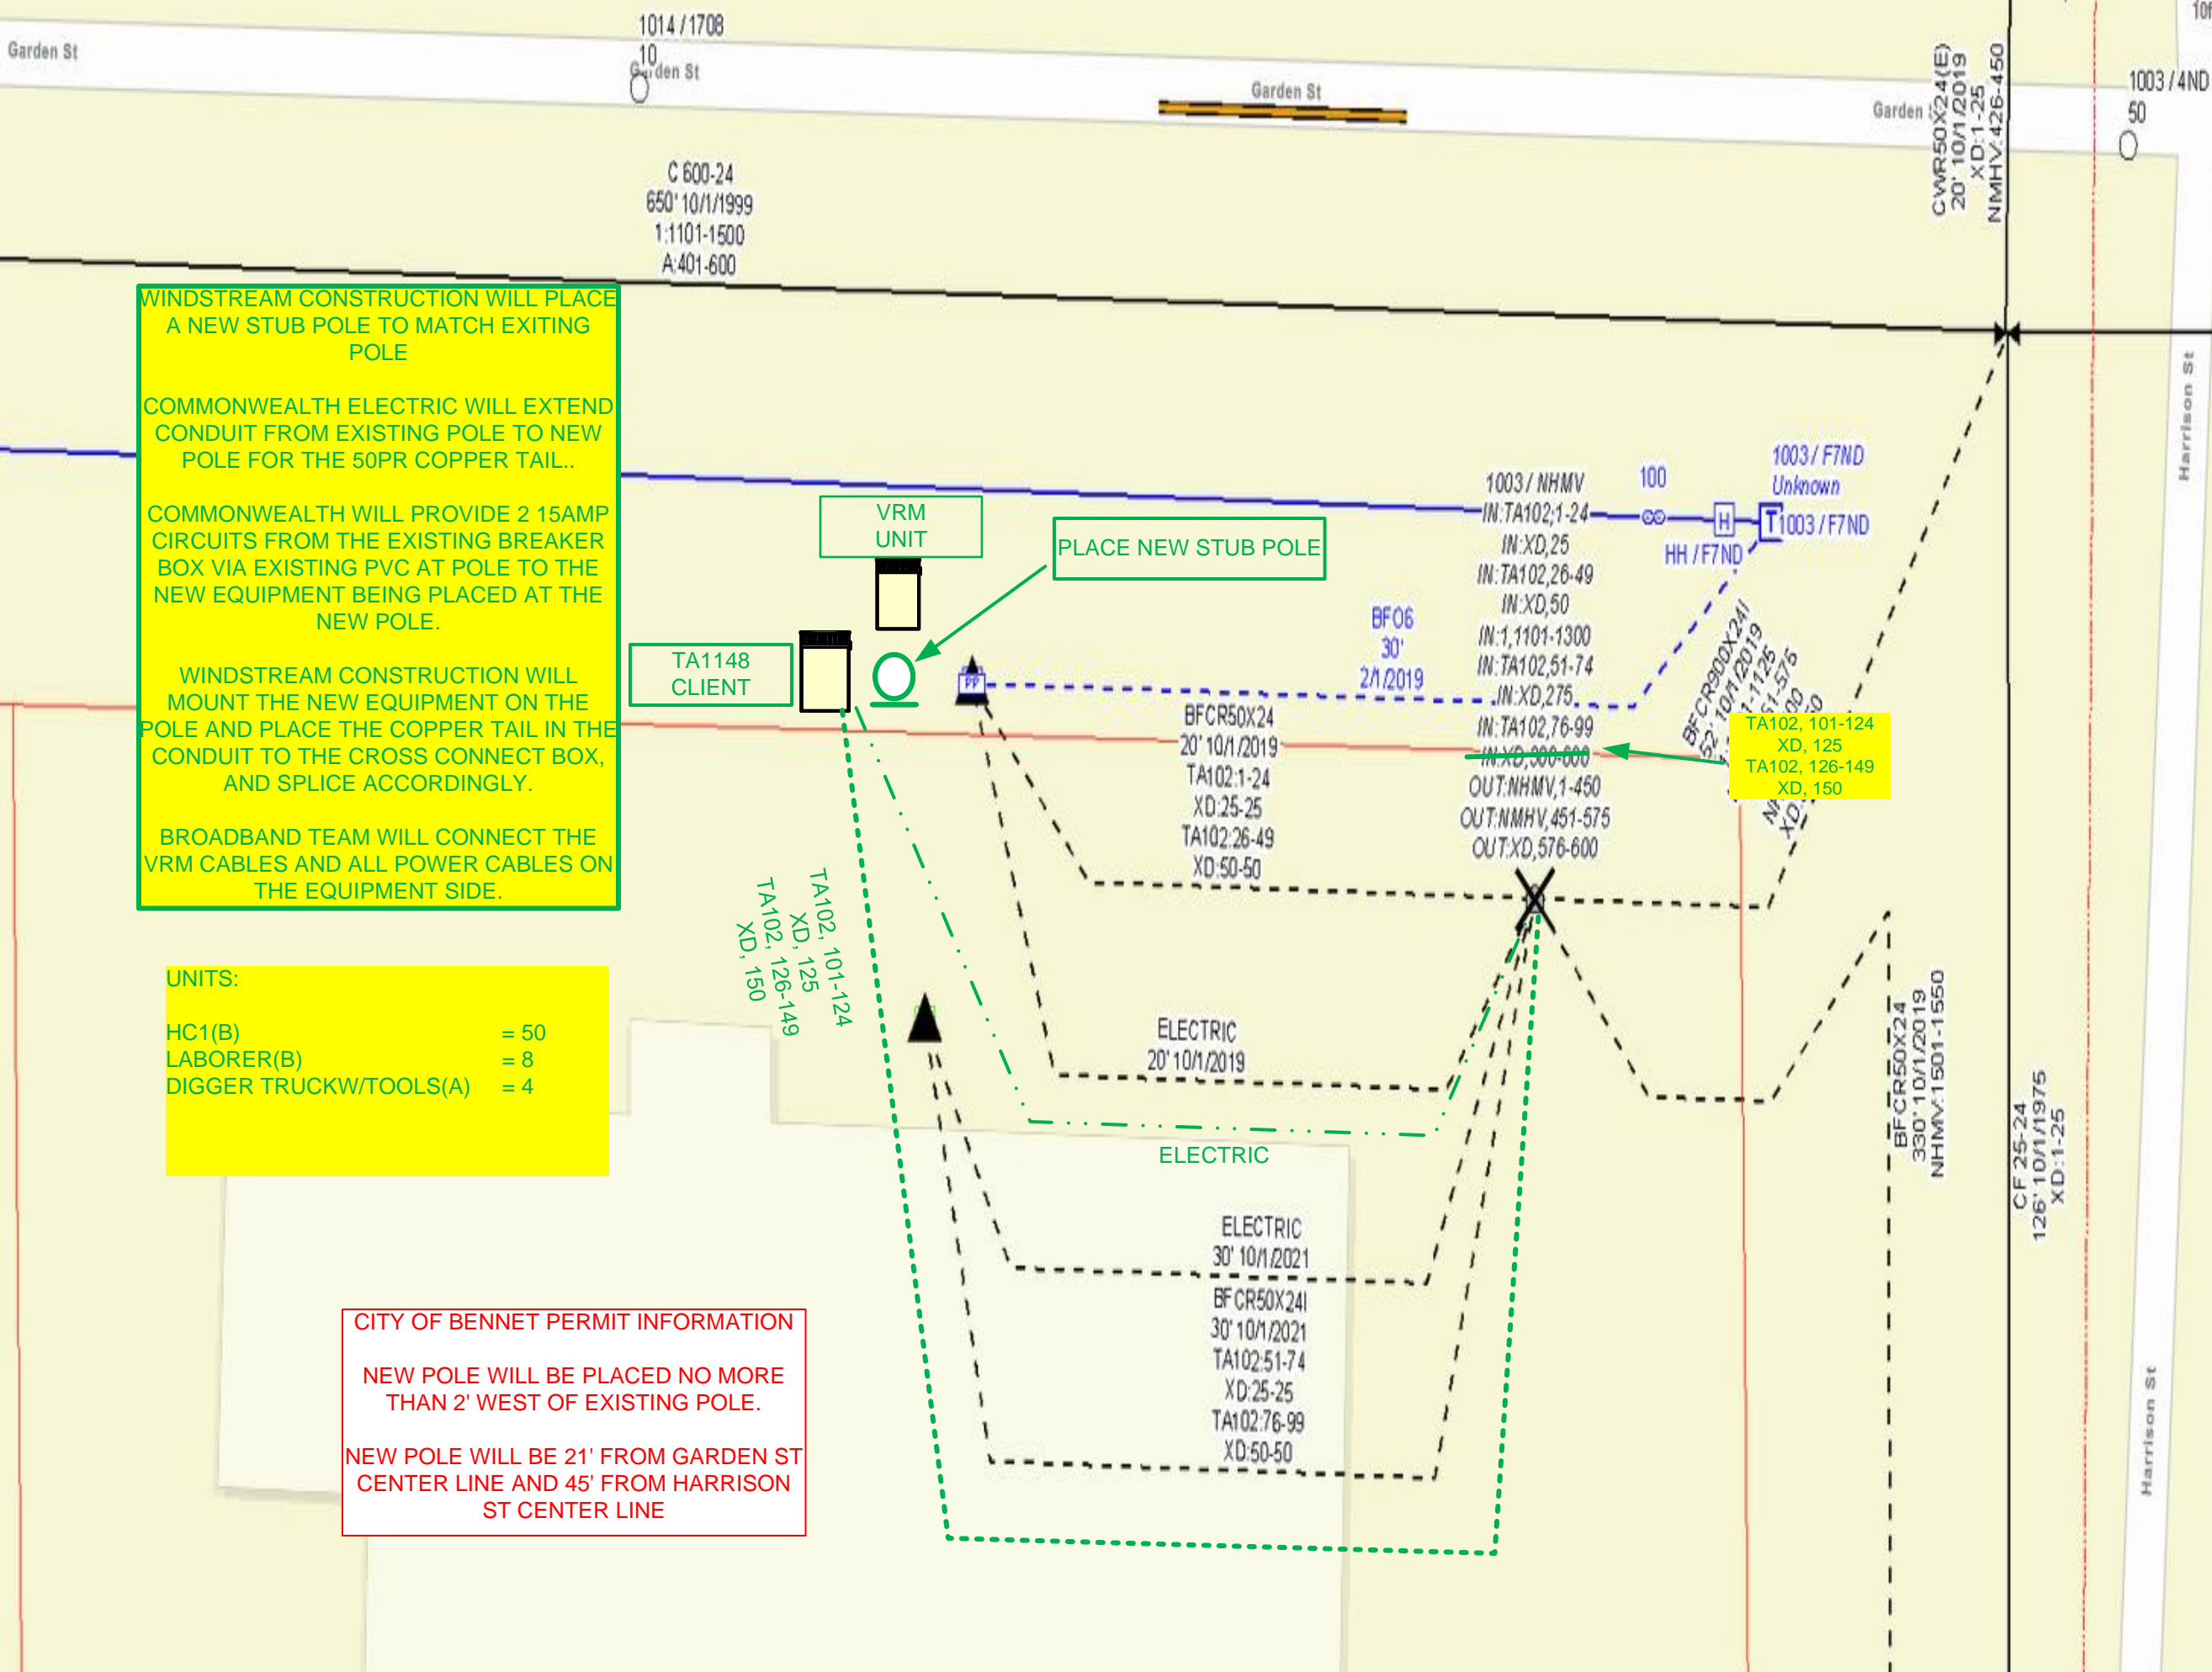 1014 / 1708
10
Garden St
Garden St
Garden St
Garden
CWR50X24(E)
20' 10/1/2019
XD:1-25
NMHV:426-450
1003 / 4ND
50
C 600-24
650' 10/1/1999
1:1101-1500
A:401-600
WINDSTREAM CONSTRUCTION WILL PLACE
A NEW STUB POLE TO MATCH EXITING
POLE
COMMONWEALTH ELECTRIC WILL EXTEND
CONDUIT FROM EXISTING POLE TO NEW
POLE FOR THE 50PR COPPER TAIL..
COMMONWEALTH WILL PROVIDE 2 15AMP
CIRCUITS FROM THE EXISTING BREAKER
BOX VIA EXISTING PVC AT POLE TO THE
NEW EQUIPMENT BEING PLACED AT THE
NEW POLE.
WINDSTREAM CONSTRUCTION WILL
MOUNT THE NEW EQUIPMENT ON THE
POLE AND PLACE THE COPPER TAIL IN THE
CONDUIT TO THE CROSS CONNECT BOX,
AND SPLICE ACCORDINGLY.
BROADBAND TEAM WILL CONNECT THE
VRM CABLES AND ALL POWER CABLES ON
THE EQUIPMENT SIDE.
VRM
UNIT
PLACE NEW STUB POLE
TA1148
CLIENT
PP
BFO6
30'
2/1/2019
1003 / NHMV
IN:TA102;1-24
IN:XD,25
IN:TA102,26-49
IN:XD,50
IN:1,1101-1300
IN:TA102,51-74
IN:XD,275
IN:TA102,76-99
IN:XD,300-600
OUT:NHMV,1-450
OUT:NMHV,451-575
OUT:XD,576-600
100
H
T
1003 / F7ND
Unknown
1003 / F7ND
HH / F7ND
Harrison St
BFCR900X24I
52' 10/1/2019
TA102, 101-124
XD, 125
TA102, 126-149
XD, 150
BFCR50X24
20' 10/1/2019
TA102:1-24
XD:25-25
TA102:26-49
XD:50-50
TA102, 101-124
XD, 125
TA102, 126-149
XD, 150
UNITS:
HC1(B) = 50
LABORER(B) = 8
DIGGER TRUCKW/TOOLS(A) = 4
ELECTRIC
20' 10/1/2019
ELECTRIC
ELECTRIC
30' 10/1/2021
BFCR50X24I
30' 10/1/2021
TA102:51-74
XD:25-25
TA102:76-99
XD:50-50
BFCR50X24
330' 10/1/2019
NHMV:1501-1550
CF 25-24
126' 10/1/1975
XD:1-25
Harrison St
CITY OF BENNET PERMIT INFORMATION
NEW POLE WILL BE PLACED NO MORE
THAN 2' WEST OF EXISTING POLE.
NEW POLE WILL BE 21' FROM GARDEN ST
CENTER LINE AND 45' FROM HARRISON
ST CENTER LINE